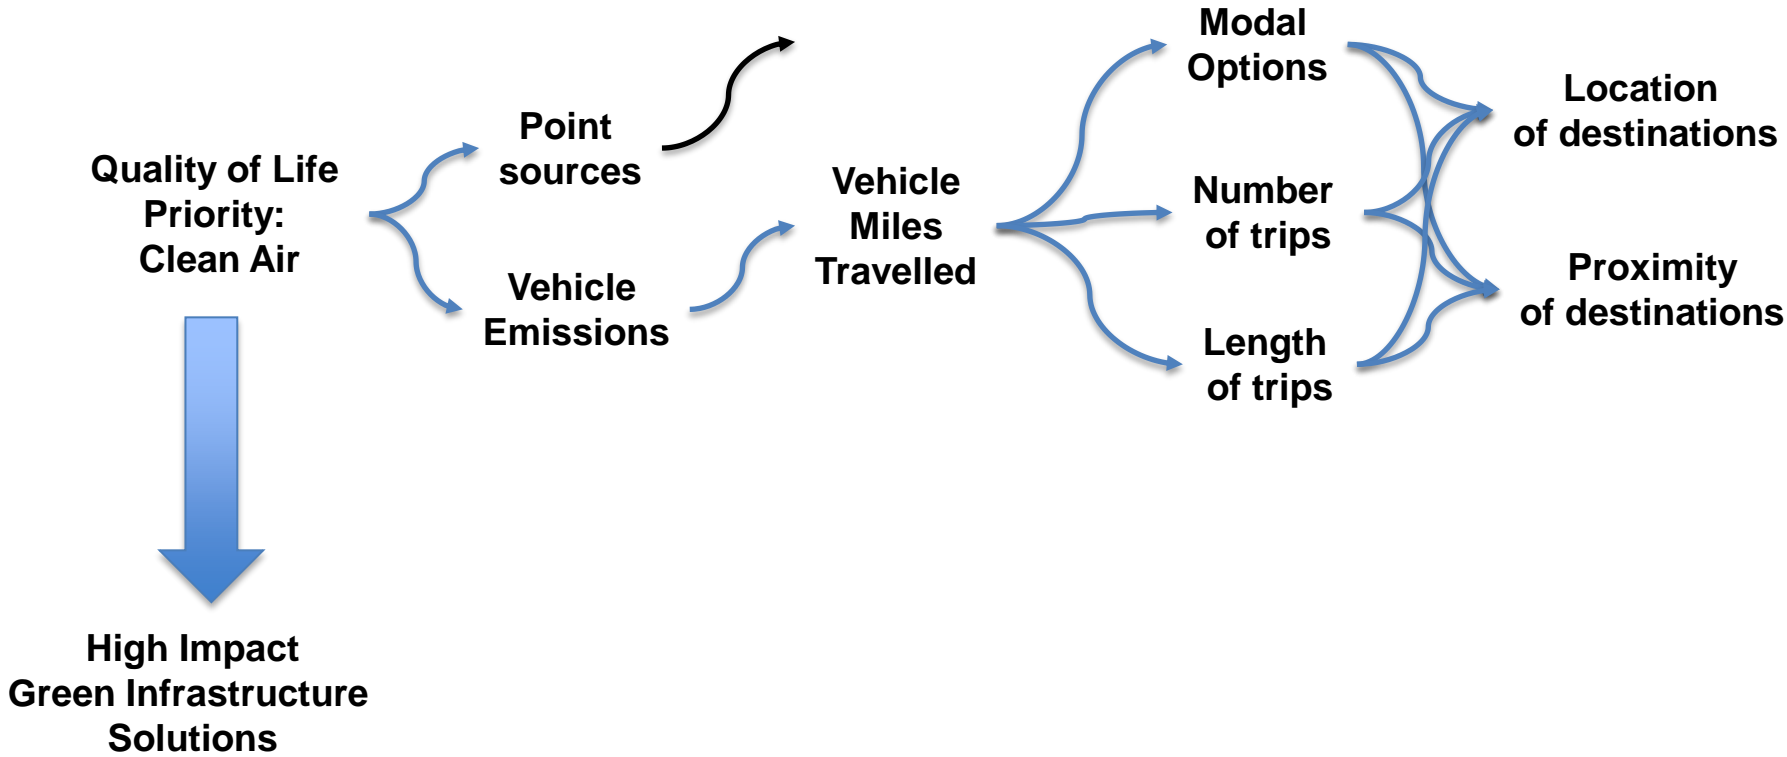 Quality of Life
Priority:
Clean Air
Point
sources
Vehicle
Emissions
Vehicle
Miles
Travelled
Modal
Options
Number
of trips
Length
of trips
Location
of destinations
Proximity
of destinations
High Impact
Green Infrastructure
Solutions